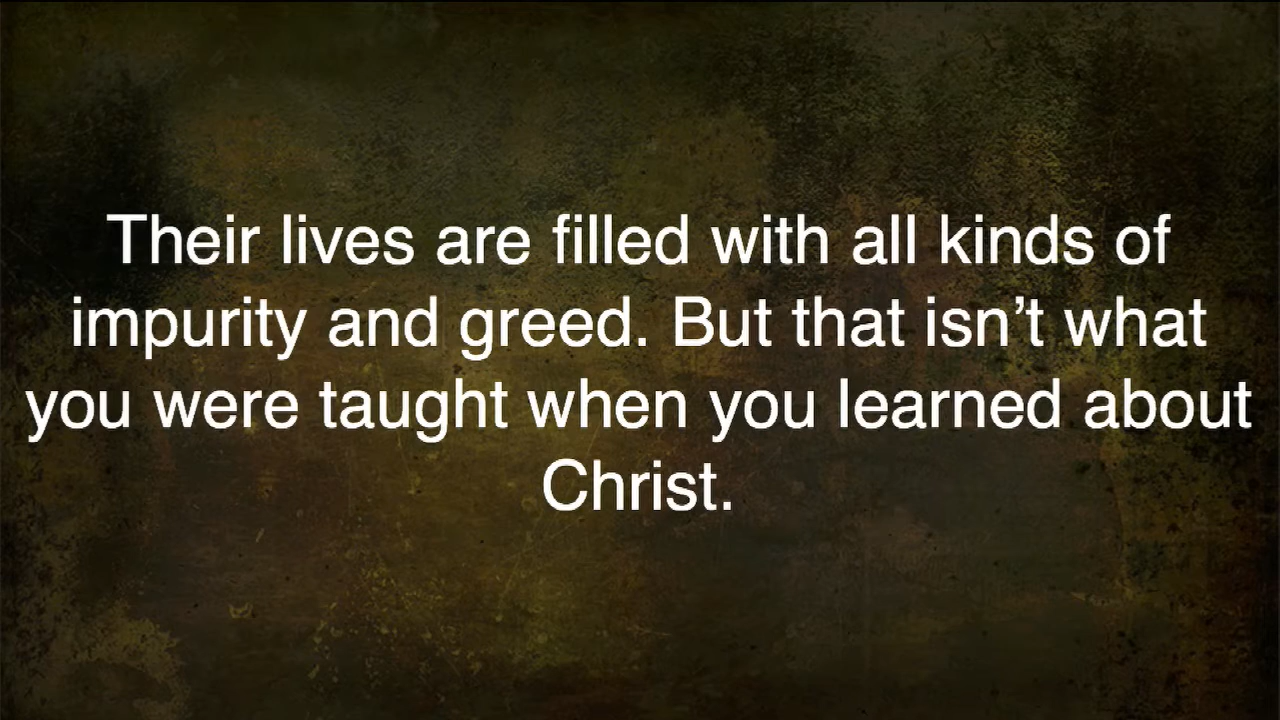 Their lives are filled with all kinds of
impurity and greed. But that isn’t what
you were taught when you learned about
Christ.